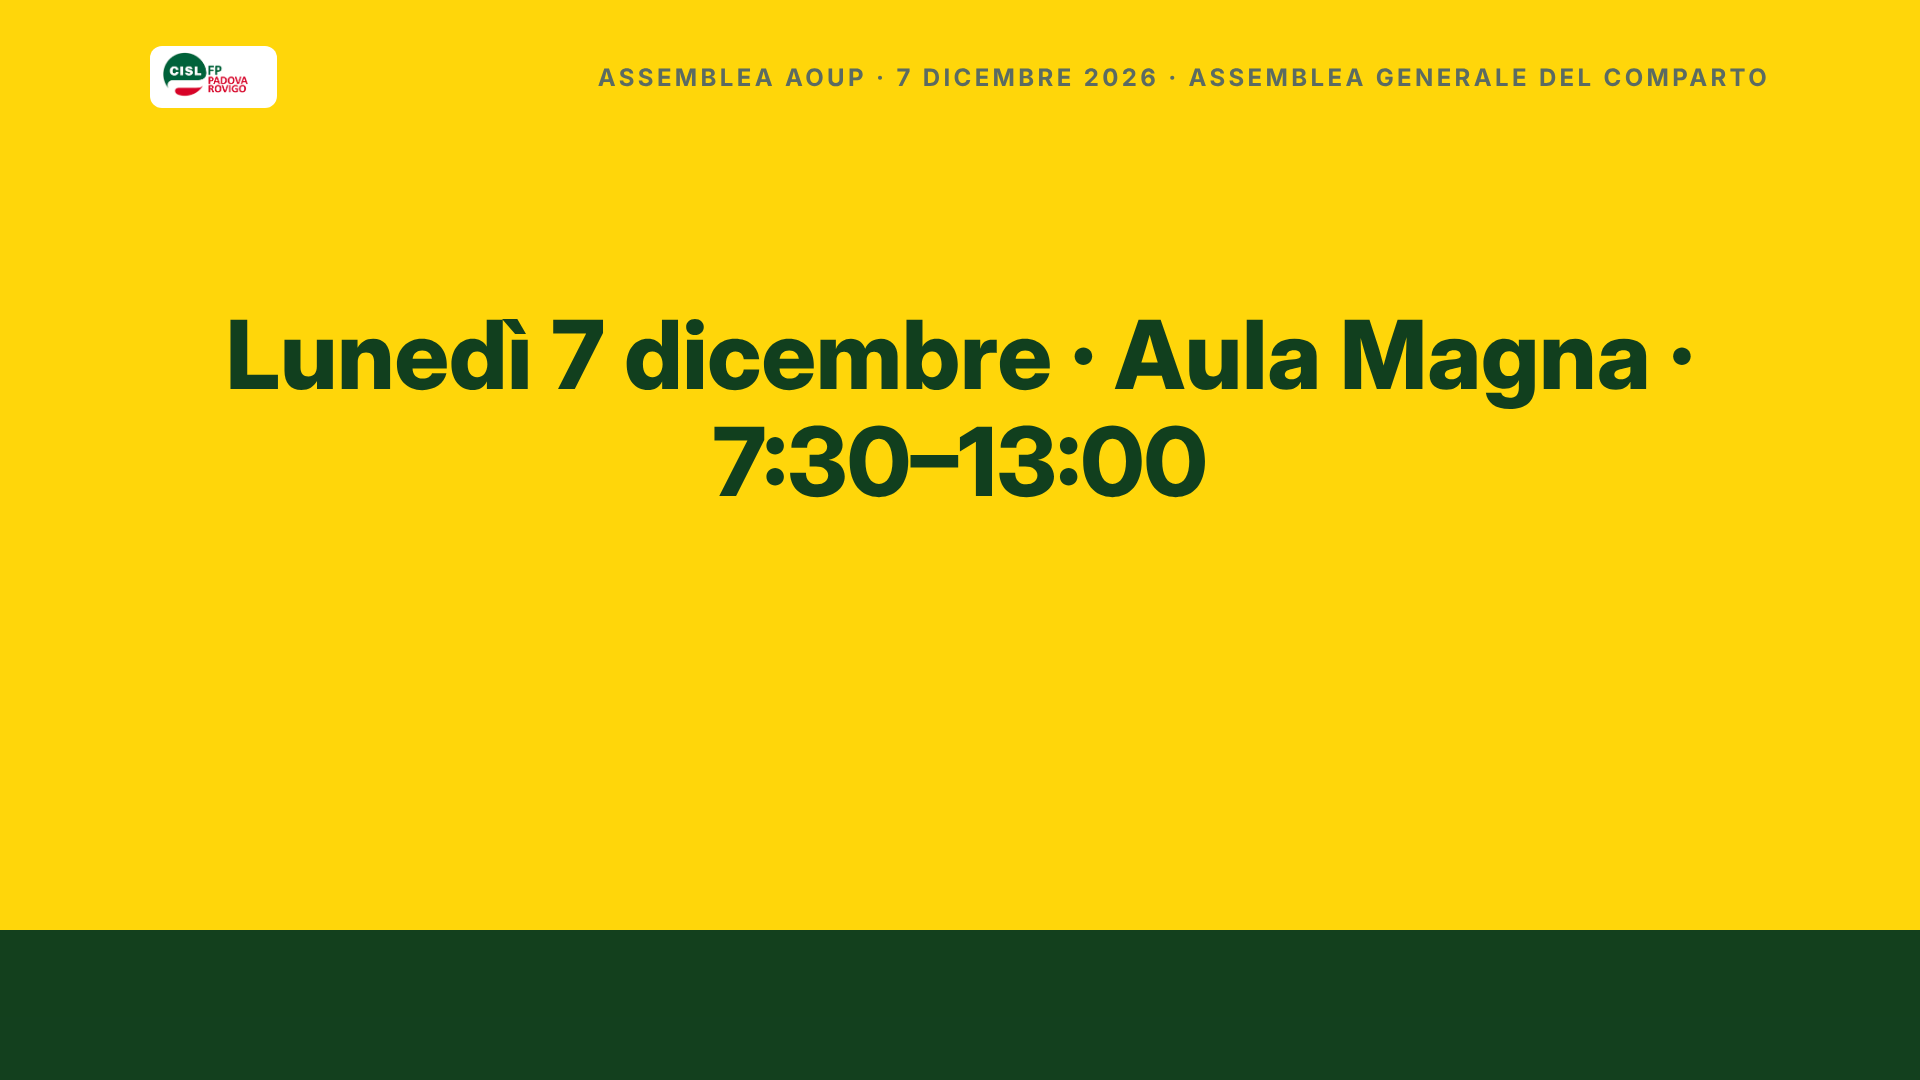 CISL FP
PADOVA
ROVIGO
ASSEMBLEA AOUP · 7 DICEMBRE 2026 · ASSEMBLEA GENERALE DEL COMPARTO
Lunedì 7 dicembre · Aula Magna ·
7:30–13:00